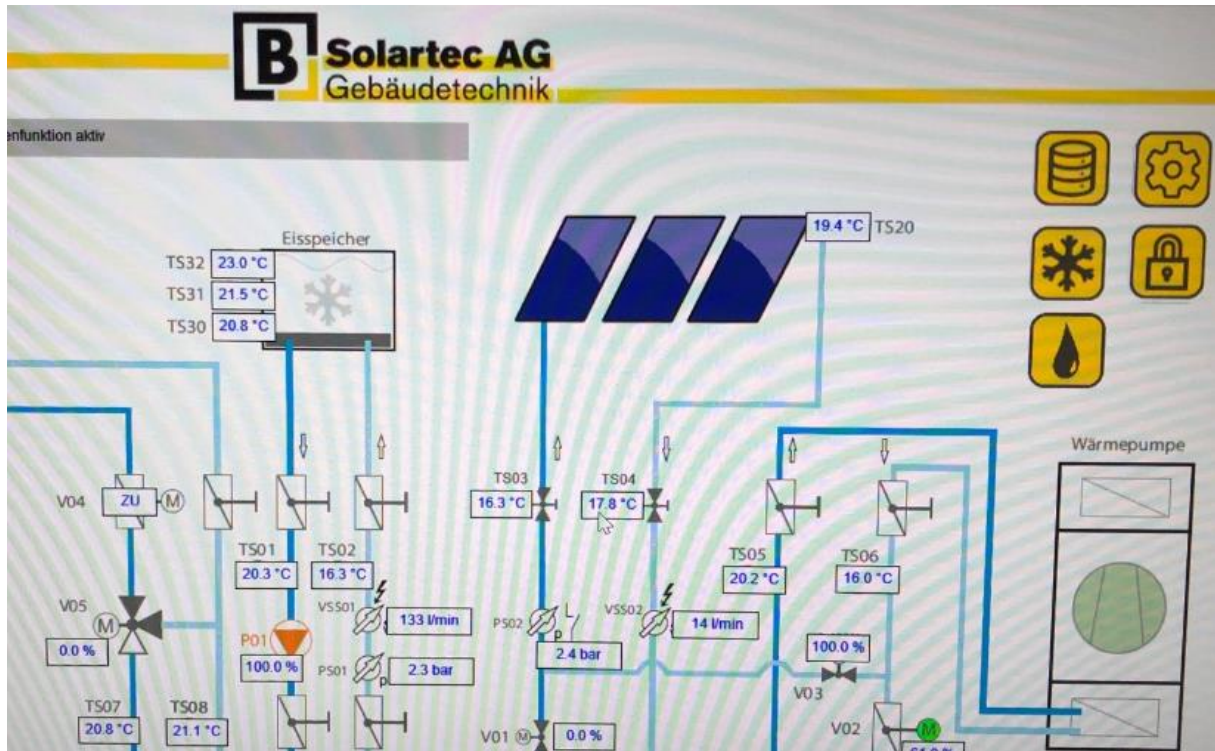 B Solartec AG
Gebäudetechnik
enfunktion aktiv
Eisspeicher
TS32 23.0 °C
TS31 21.5 °C
TS30 20.8 °C
19.4 °C TS20
Wärmepumpe
V04 ZU M
TS03
16.3 °C
TS04
17.8 °C
TS01
20.3 °C
TS02
16.3 °C
TS05
20.2 °C
TS06
16.0 °C
V05
M
0.0 %
VSS01
133 l/min
P01
100.0 %
PS01 p 2.3 bar
PS02 p L
2.4 bar
VSS02
14 l/min
100.0 %
V03
TS07
20.8 °C
TS08
21.1 °C
V01 M 0.0 %
V02 M